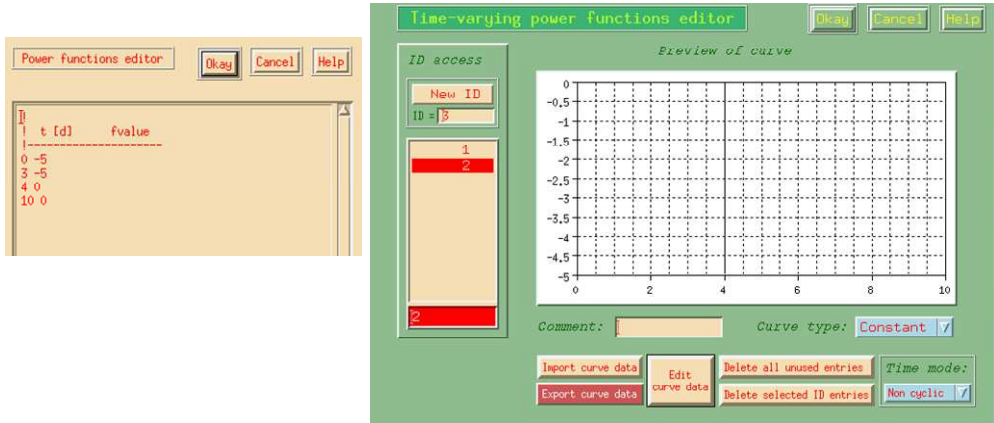 Power functions editor Okay Cancel Help
!
! t [d] fvalue
!----------------------
0 -5
3 -5
4 0
10 0
Time-varying power functions editor Okay Cancel Help
ID access
New ID
ID = 3
1
2
2
Preview of curve
0
-0.5
-1
-1.5
-2
-2.5
-3
-3.5
-4
-4.5
-5
0 2 4 6 8 10
Comment: Curve type: Constant
Import curve data
Export curve data
Edit
curve data
Delete all unused entries
Delete selected ID entries
Time mode:
Non cyclic